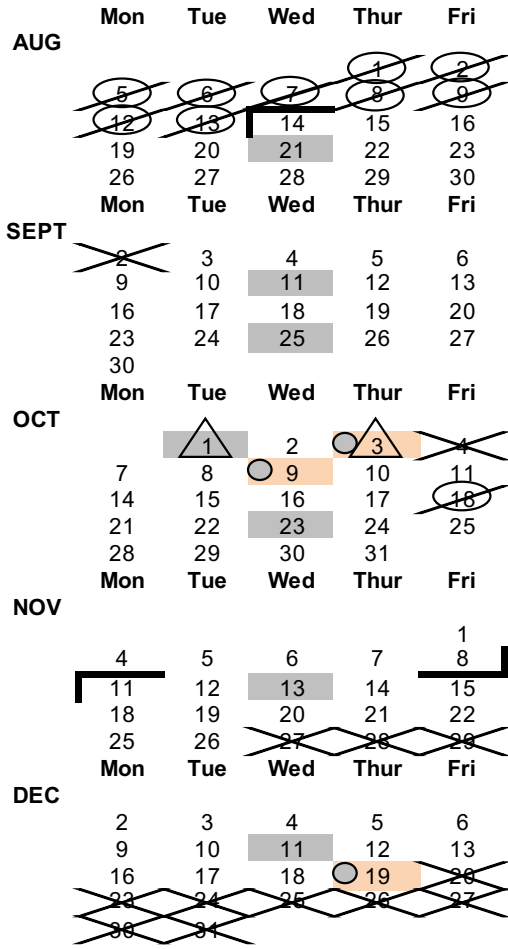 Mon Tue Wed Thur Fri
AUG
1 2
5 6 7 8 9
12 13 14 15 16
19 20 21 22 23
26 27 28 29 30
Mon Tue Wed Thur Fri
SEPT
2 3 4 5 6
9 10 11 12 13
16 17 18 19 20
23 24 25 26 27
30
Mon Tue Wed Thur Fri
OCT
1 2 3 4
7 8 9 10 11
14 15 16 17 18
21 22 23 24 25
28 29 30 31
Mon Tue Wed Thur Fri
NOV
1
4 5 6 7 8
11 12 13 14 15
18 19 20 21 22
25 26 27 28 29
Mon Tue Wed Thur Fri
DEC
2 3 4 5 6
9 10 11 12 13
16 17 18 19 20
23 24 25 26 27
30 31